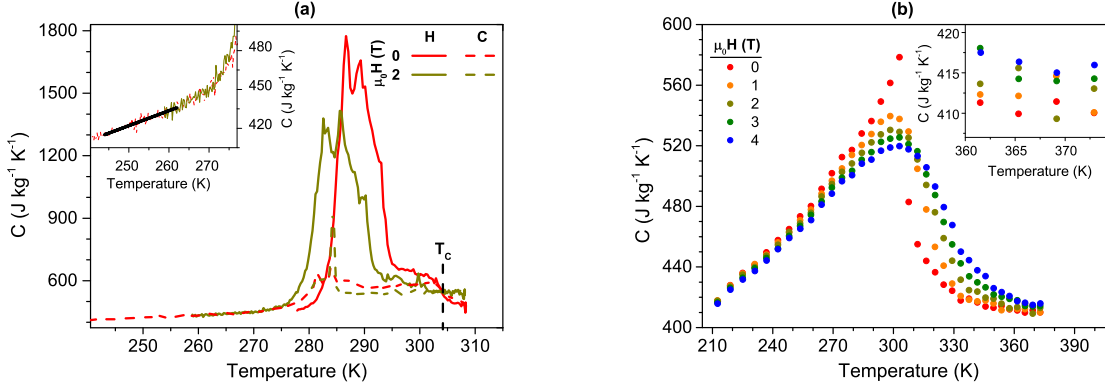 (a)
1800
1500
1200
900
600
C (J kg⁻¹ K⁻¹)
250 260 270 280 290 300 310
Temperature (K)
H C
μ₀H (T)
0
2
T_C
480
450
420
C (J kg⁻¹ K⁻¹)
250 260 270
Temperature (K)
(b)
600
560
520
480
440
400
C (J kg⁻¹ K⁻¹)
210 240 270 300 330 360 390
Temperature (K)
μ₀H (T)
0
1
2
3
4
420
415
410
C (J kg⁻¹ K⁻¹)
360 365 370
Temperature (K)